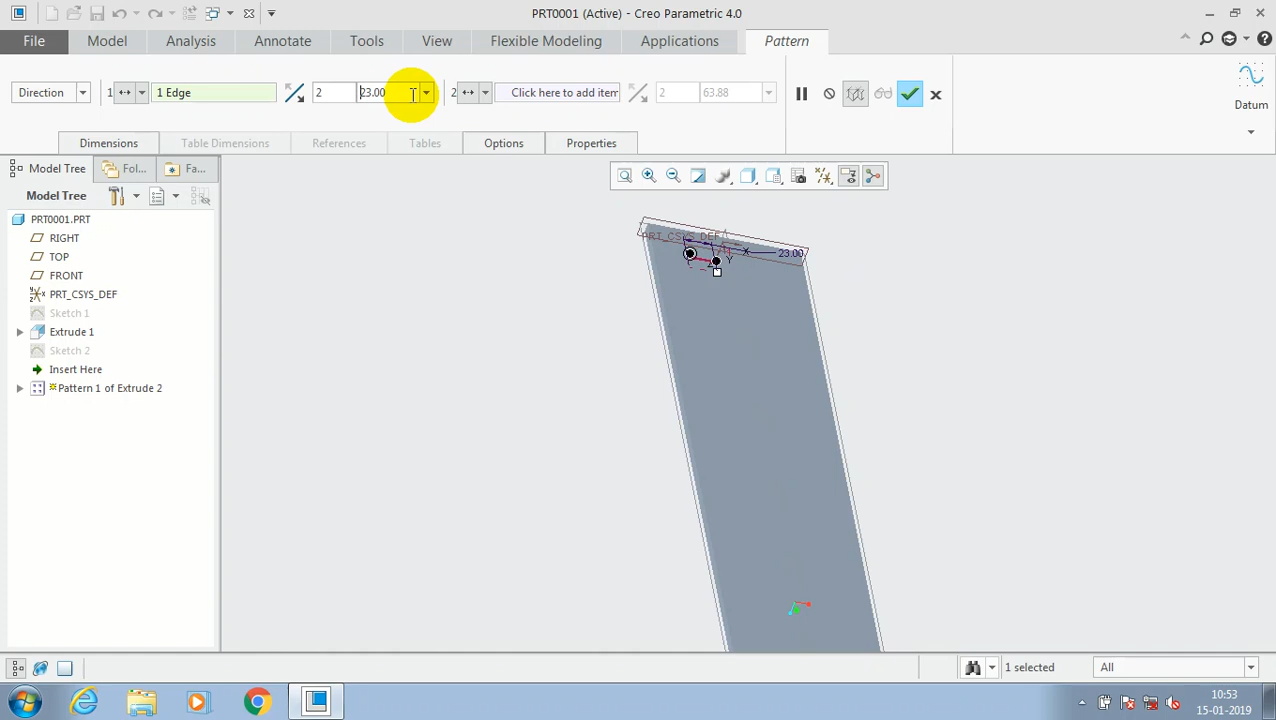 PRT0001 (Active) - Creo Parametric 4.0
File Model Analysis Annotate Tools View Flexible Modeling Applications Pattern
Direction 1 1 Edge 2 23.00 2 Click here to add item 2 63.88
Datum
Dimensions Table Dimensions References Tables Options Properties
Model Tree Fol... Fa...
Model Tree
PRT0001.PRT
RIGHT
TOP
FRONT
PRT_CSYS_DEF
Sketch 1
Extrude 1
Sketch 2
Insert Here
Pattern 1 of Extrude 2
PRT_CSYS_DEF
X
Y
23.00
1 selected All
10:53
15-01-2019